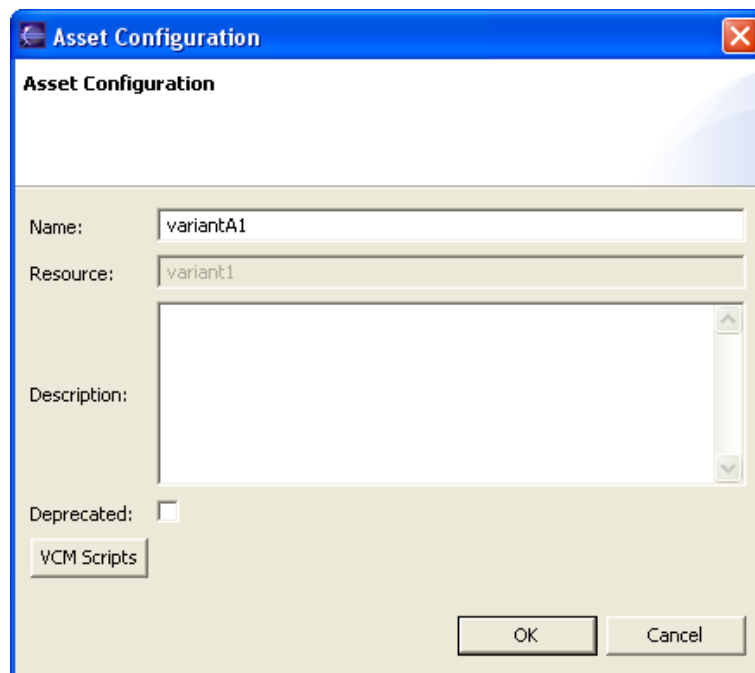 Asset Configuration
Asset Configuration
Name: variantA1
Resource: variant1
Description:
Deprecated:
VCM Scripts
OK Cancel